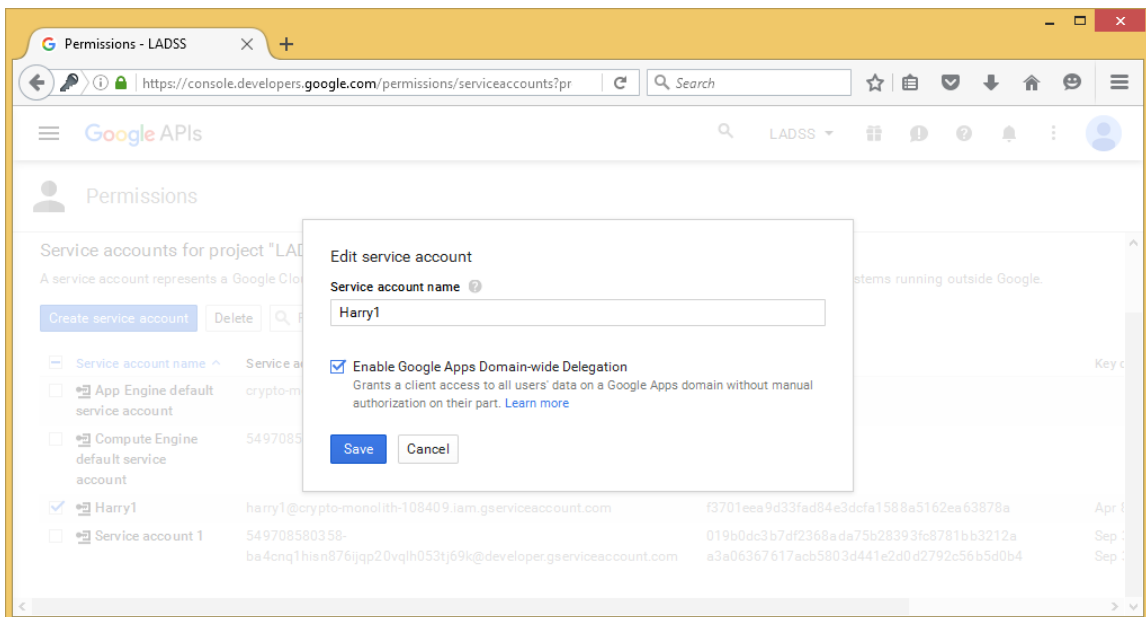 Permissions - LADSS
https://console.developers.google.com/permissions/serviceaccounts?pr
Search
Google APIs
LADSS
Permissions
Service accounts for project "LAD
A service account represents a Google Clou
stems running outside Google.
Create service account
Delete
Service account name
Service a
Key c
App Engine default
service account
crypto-m
Compute Engine
default service
account
5497085
Edit service account
Service account name
Harry1
Enable Google Apps Domain-wide Delegation
Grants a client access to all users' data on a Google Apps domain without manual
authorization on their part. Learn more
Save
Cancel
Harry1
harry1@crypto-monolith-108409.iam.gserviceaccount.com
f3701eea9d33fad84e3dcfa1588a5162ea63878a
Apr 8
Service account 1
549708580358-
ba4cnq1hisn876ijqp20vqlh053tj69k@developer.gserviceaccount.com
019b0dc3b7df2368ada75b28393fc8781bb3212a
a3a06367617acb5803d441e2d0d2792c56b5d0b4
Sep
Sep